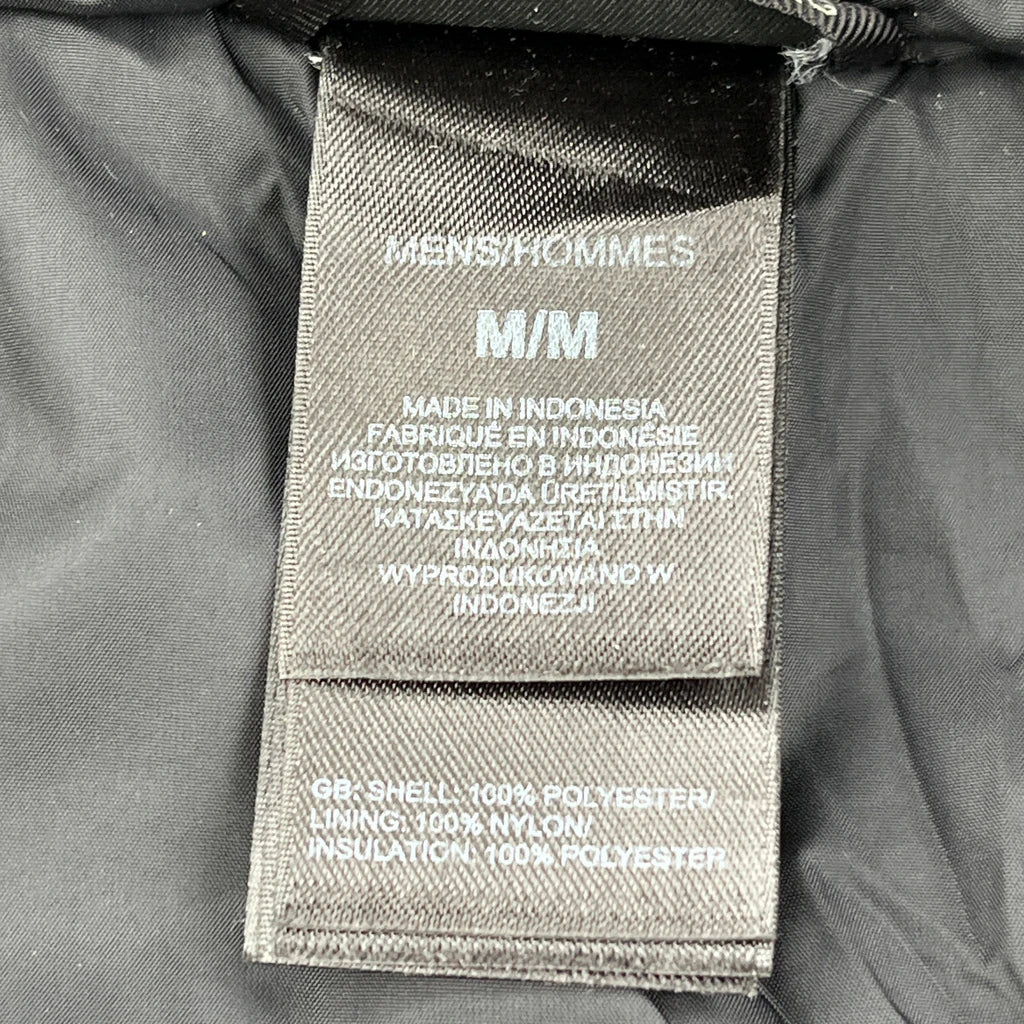 MENS/HOMMES
M/M
MADE IN INDONESIA
FABRIQUÉ EN INDONÉSIE
ИЗГОТОВЛЕНО В ИНДОНЕЗИИ
ENDONEZYA'DA ÜRETILMISTIR.
ΚΑΤΑΣΚΕΥΑΖΕΤΑΙ ΣΤΗΝ
ΙΝΔΟΝΗΣΙΑ
WYPRODUKOWANO W
INDONEZJI
GB: SHELL: 100% POLYESTER/
LINING: 100% NYLON/
INSULATION: 100% POLYESTER